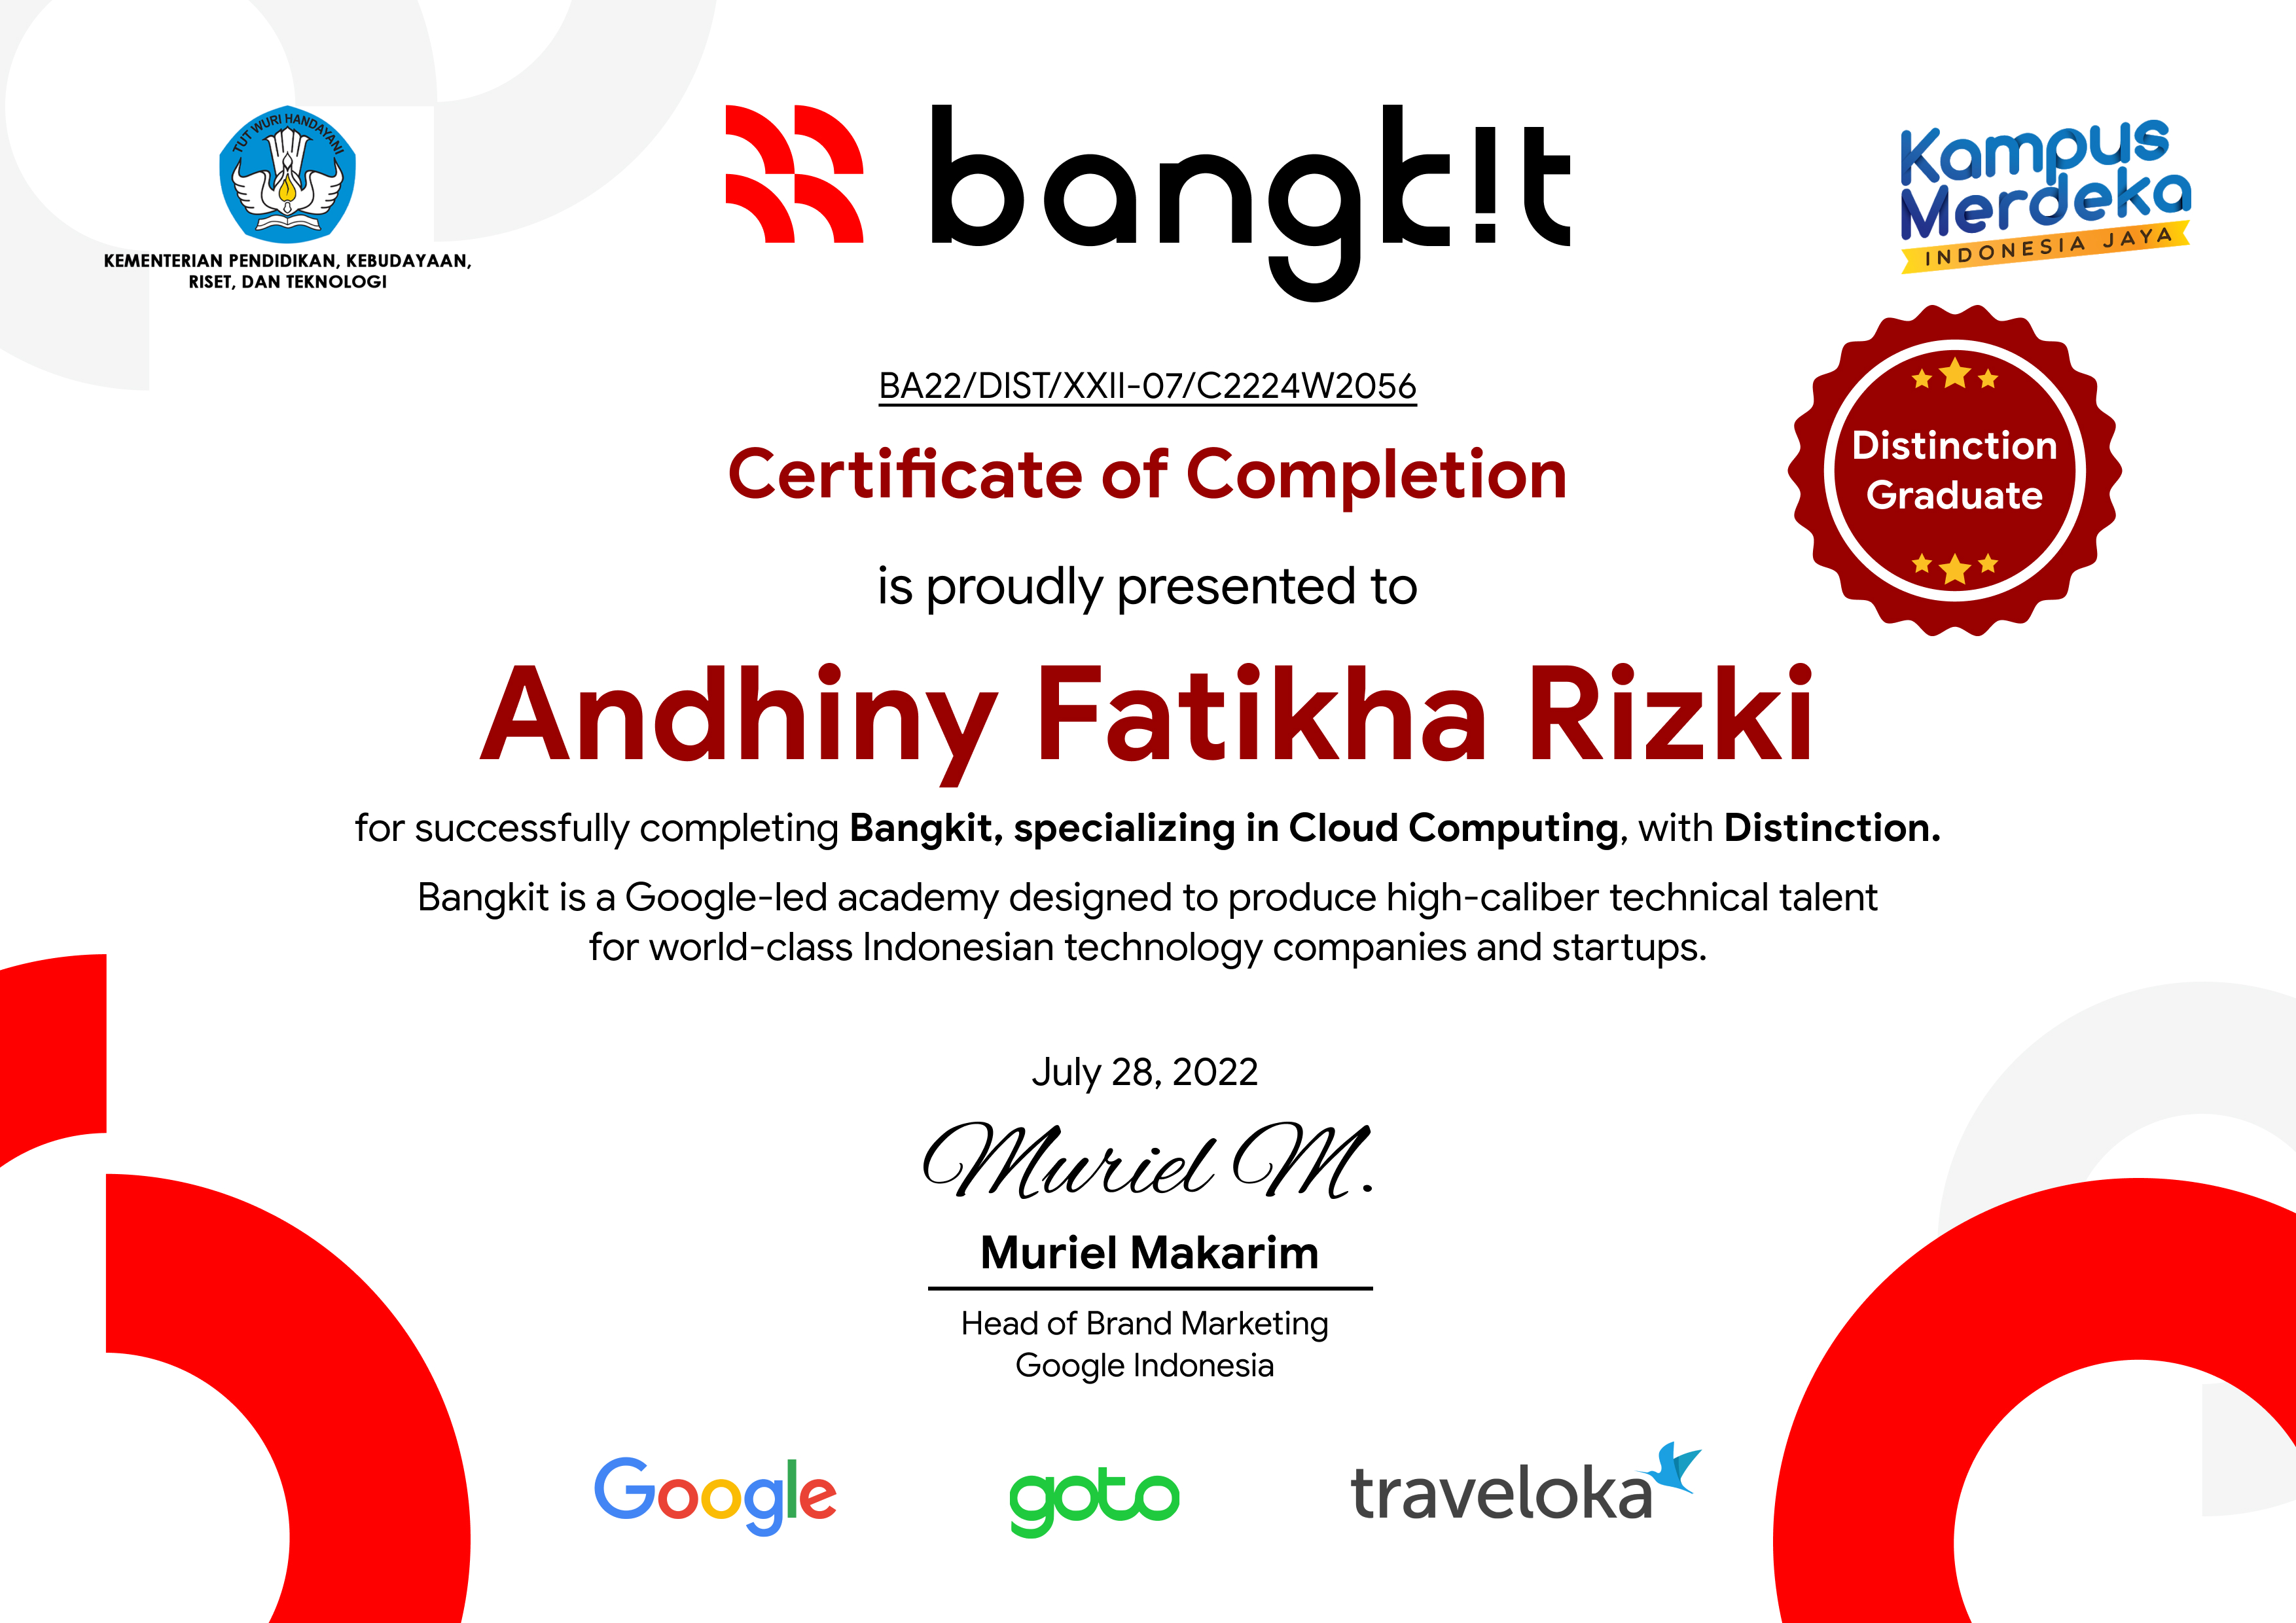 TUT WURI HANDAYANI
KEMENTERIAN PENDIDIKAN, KEBUDAYAAN,
RISET, DAN TEKNOLOGI
bangk!t
Kampus
Merdeka
INDONESIA JAYA
BA22/DIST/XXII-07/C2224W2056
Certificate of Completion
Distinction
Graduate
is proudly presented to
Andhiny Fatikha Rizki
for successfully completing Bangkit, specializing in Cloud Computing, with Distinction.
Bangkit is a Google-led academy designed to produce high-caliber technical talent
for world-class Indonesian technology companies and startups.
July 28, 2022
Muriel M.
Muriel Makarim
Head of Brand Marketing
Google Indonesia
Google goto traveloka